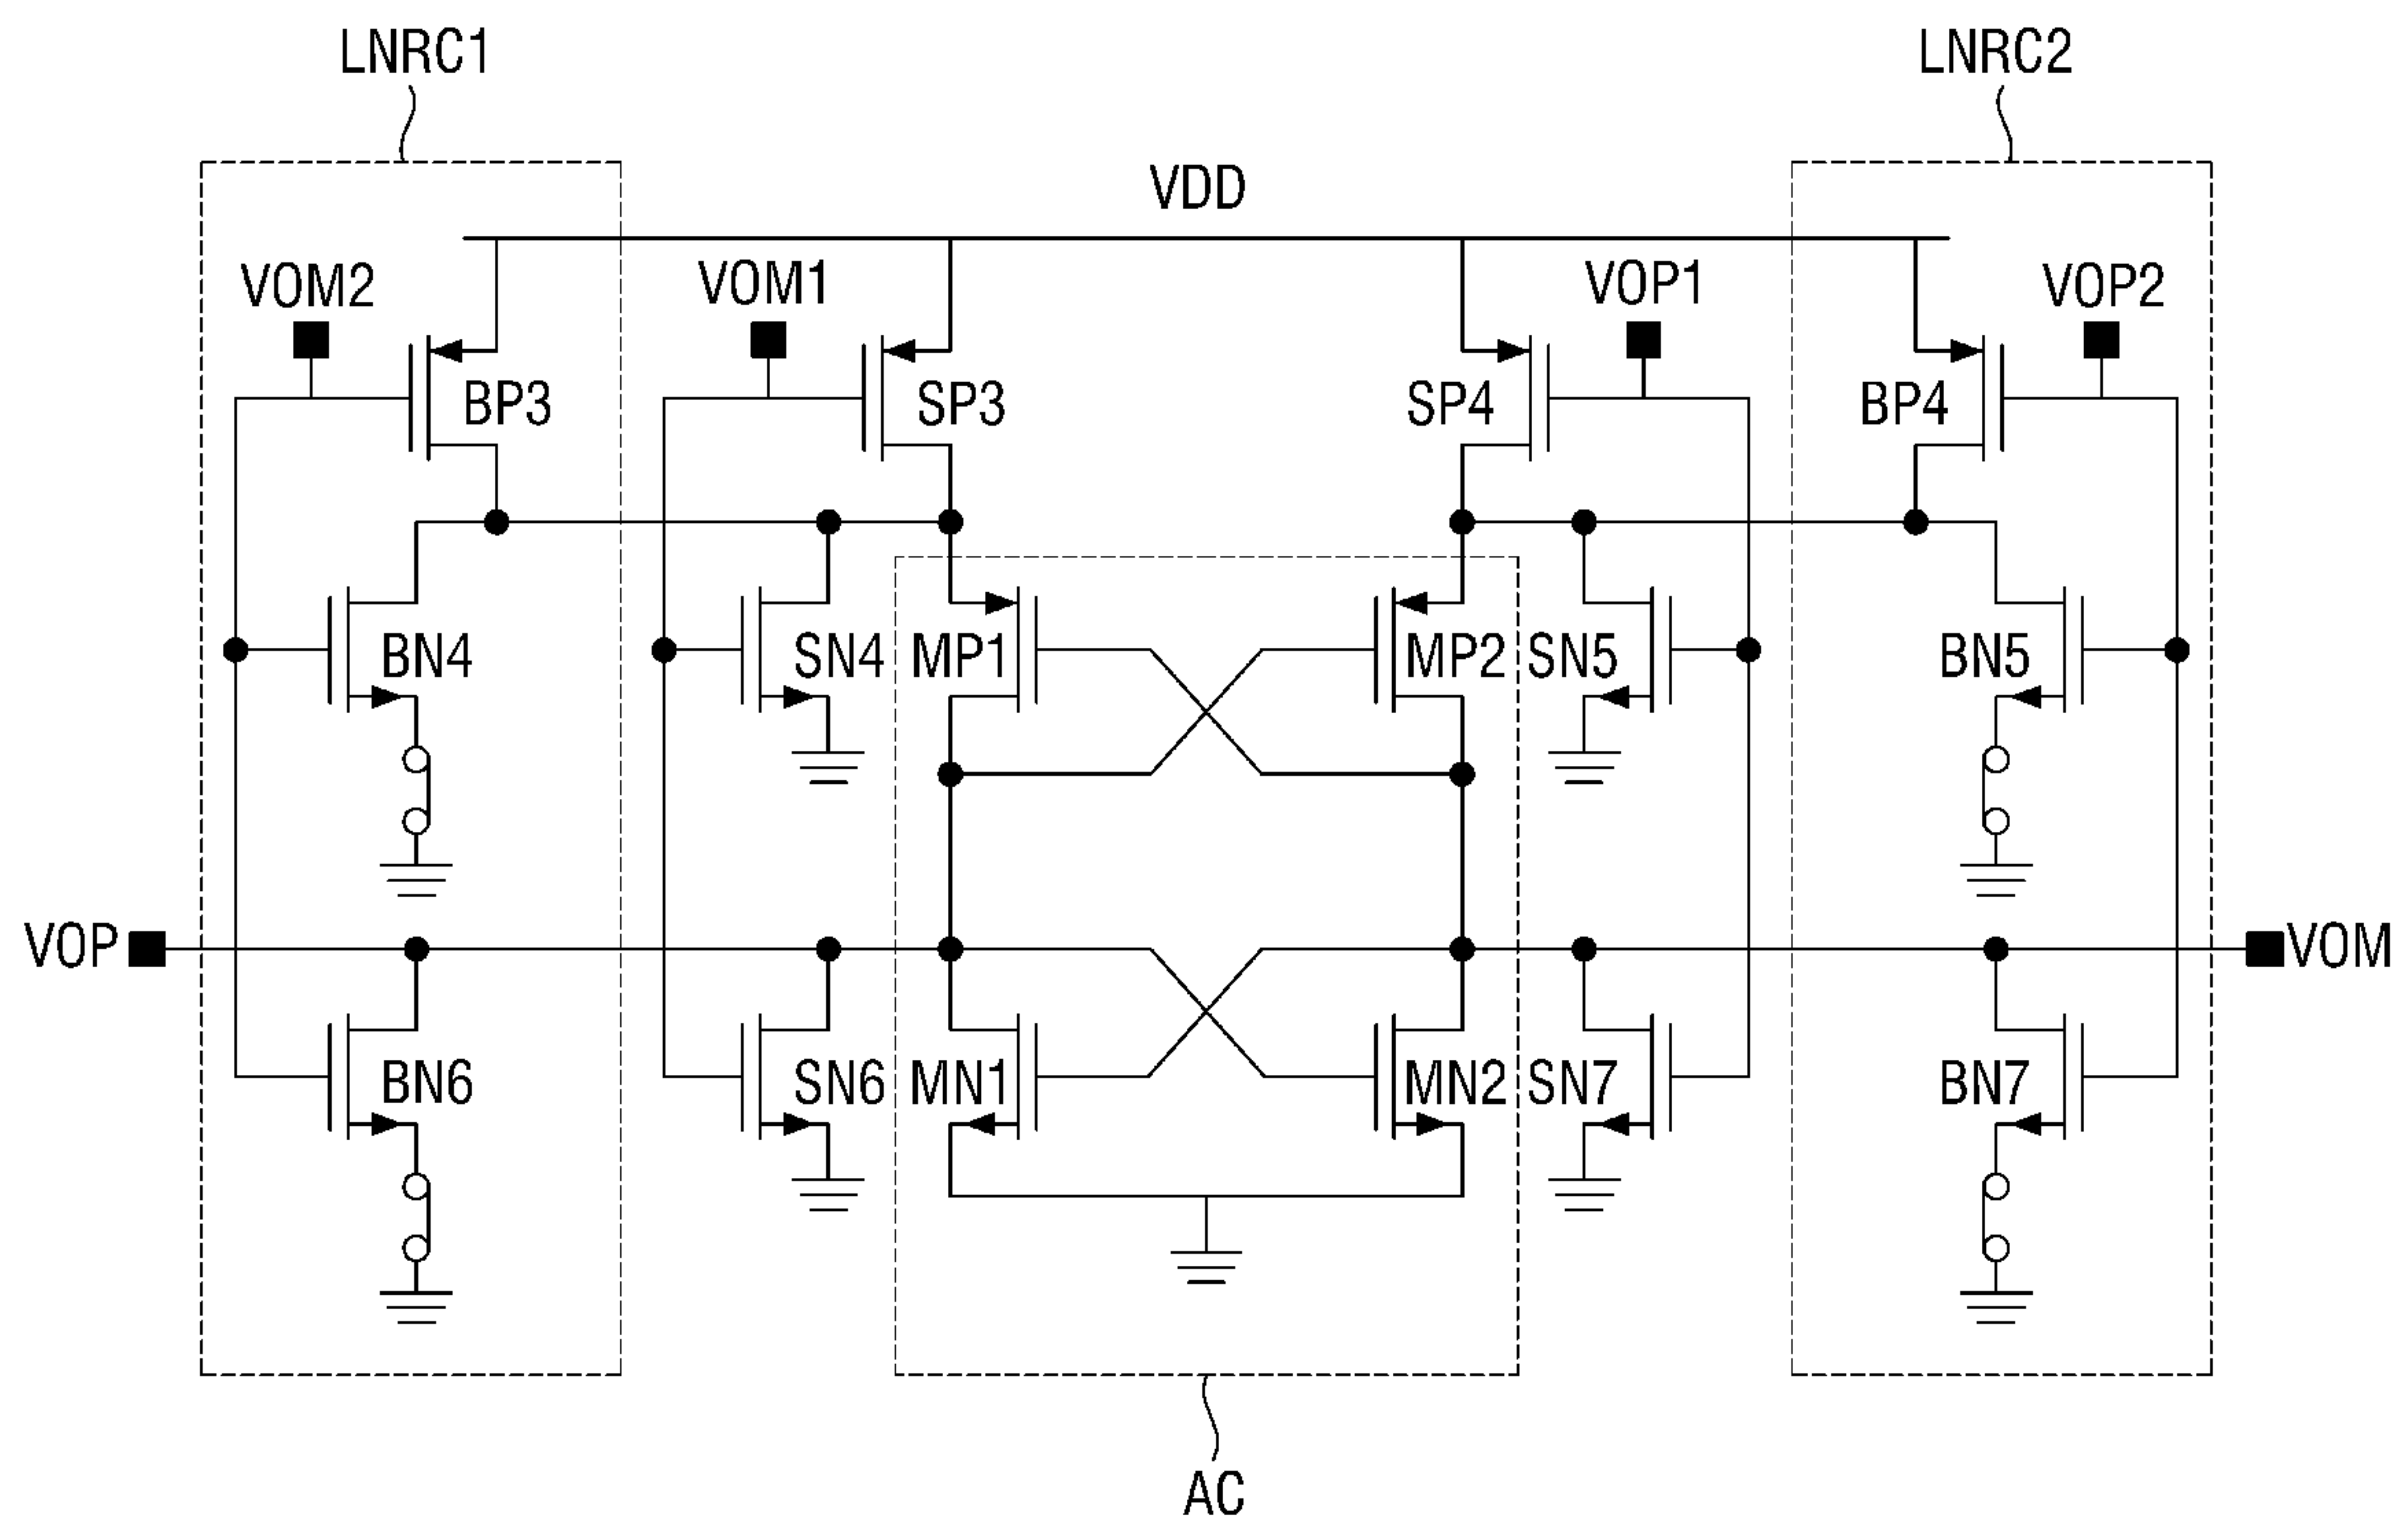 LNRC1
LNRC2
VDD
VOM2
VOM1
VOP1
VOP2
BP3
SP3
SP4
BP4
BN4
SN4
MP1
MP2
SN5
BN5
VOP
VOM
BN6
SN6
MN1
MN2
SN7
BN7
AC